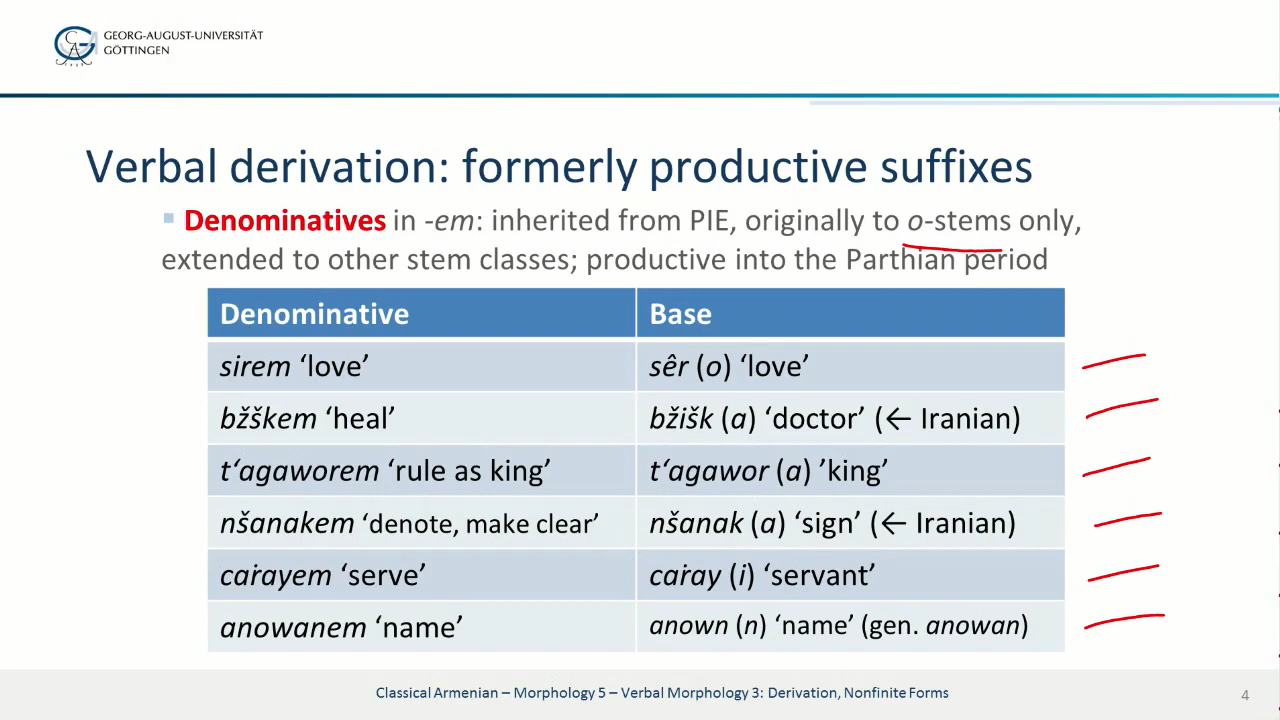 GEORG-AUGUST-UNIVERSITÄT
GÖTTINGEN
Verbal derivation: formerly productive suffixes
Denominatives in -em: inherited from PIE, originally to o-stems only,
extended to other stem classes; productive into the Parthian period
Denominative Base
sirem ‘love’ sêr (o) ‘love’
bžškem ‘heal’ bžišk (a) ‘doctor’ (← Iranian)
t‘agaworem ‘rule as king’ t‘agawor (a) ’king’
nšanakem ‘denote, make clear’ nšanak (a) ‘sign’ (← Iranian)
caṙayem ‘serve’ caṙay (i) ‘servant’
anowanem ‘name’ anown (n) ‘name’ (gen. anowan)
Classical Armenian – Morphology 5 – Verbal Morphology 3: Derivation, Nonfinite Forms
4